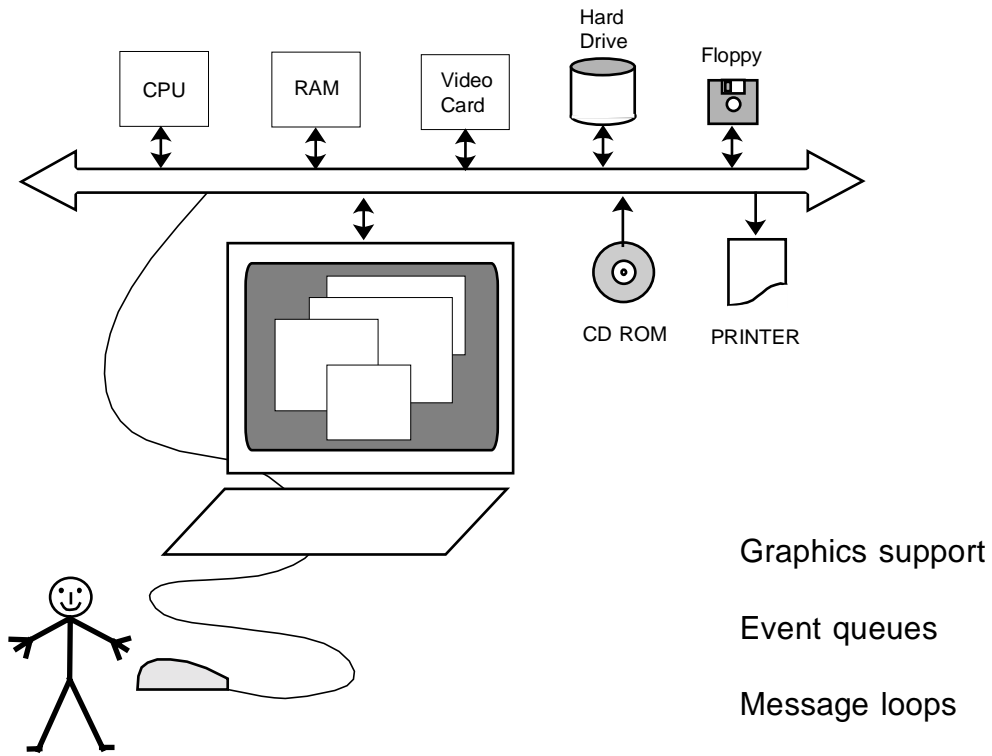 Hard
Drive
Floppy
CPU
RAM
Video
Card
CD ROM
PRINTER
Graphics support
Event queues
Message loops